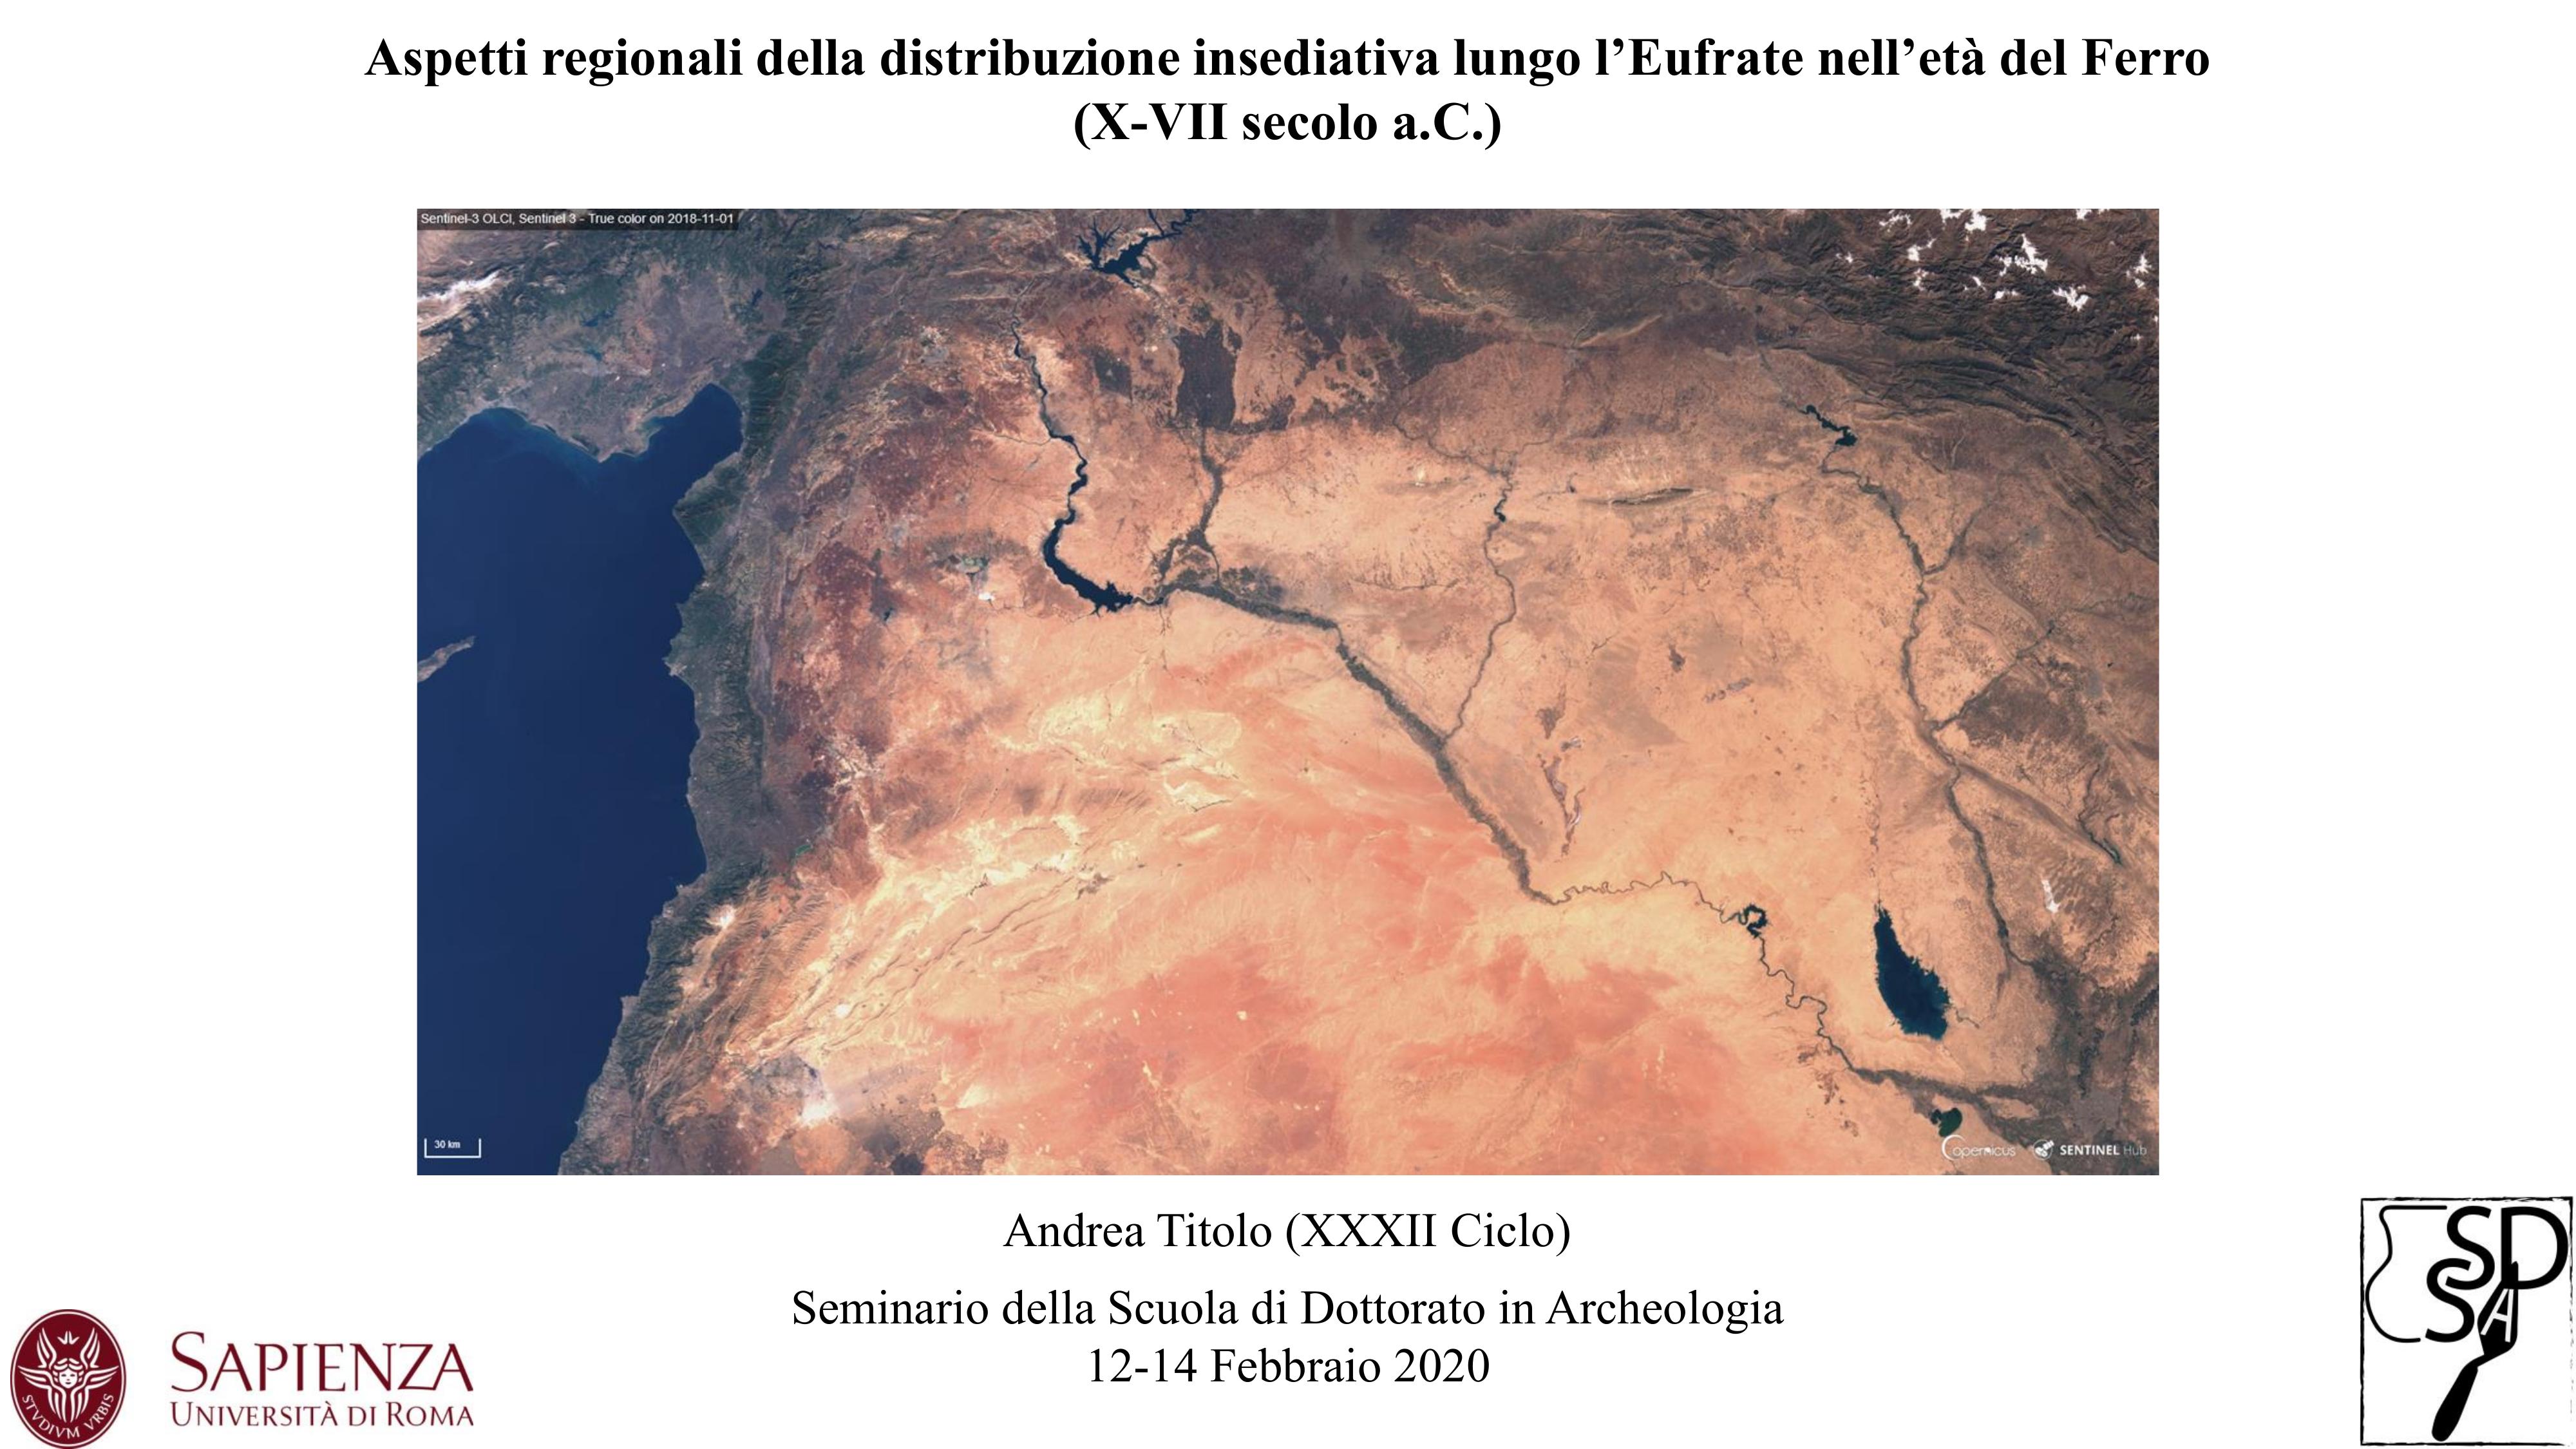 Aspetti regionali della distribuzione insediativa lungo l’Eufrate nell’età del Ferro
(X-VII secolo a.C.)
Sentinel-3 OLCI, Sentinel 3 - True color on 2018-11-01
30 km
Copernicus SENTINEL Hub
Andrea Titolo (XXXII Ciclo)
Seminario della Scuola di Dottorato in Archeologia
12-14 Febbraio 2020
STVDIVM VRBIS
SAPIENZA
UNIVERSITÀ DI ROMA
SD
SA